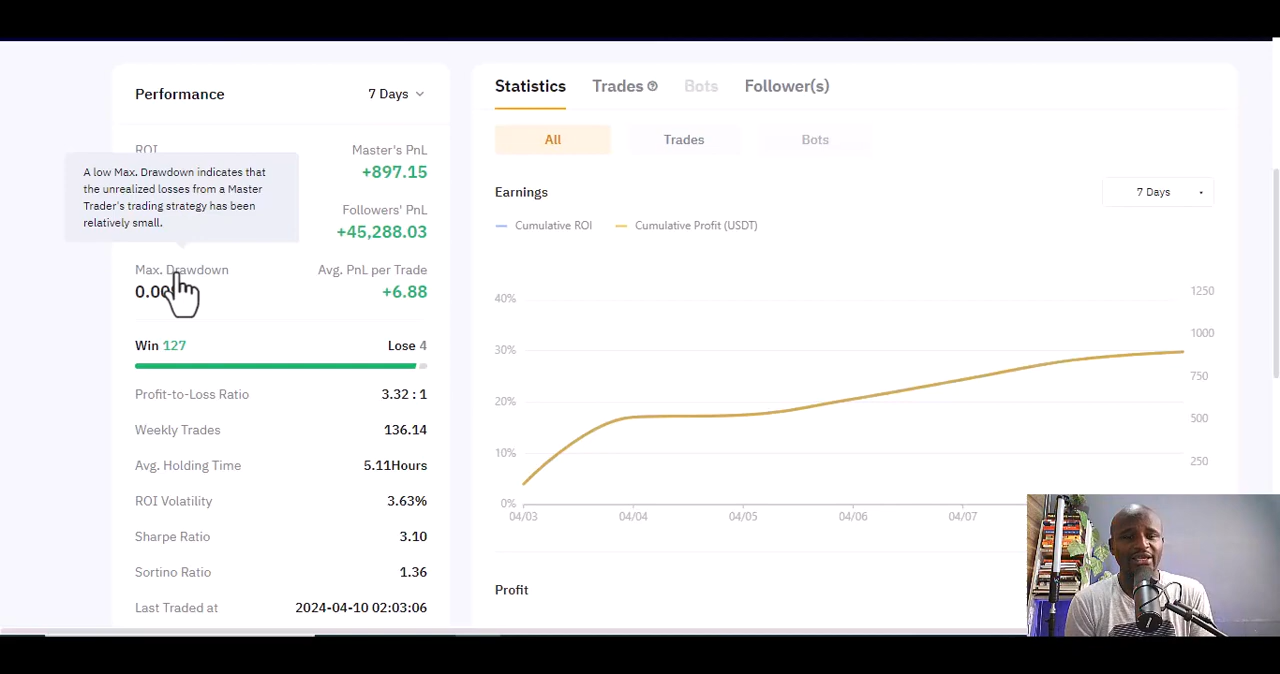 Performance
7 Days
ROI
Master's PnL
+897.15
A low Max. Drawdown indicates that
the unrealized losses from a Master
Trader's trading strategy has been
relatively small.
Followers' PnL
+45,288.03
Max. Drawdown
Avg. PnL per Trade
0.00
+6.88
Win 127
Lose 4
Profit-to-Loss Ratio
3.32 : 1
Weekly Trades
136.14
Avg. Holding Time
5.11Hours
ROI Volatility
3.63%
Sharpe Ratio
3.10
Sortino Ratio
1.36
Last Traded at
2024-04-10 02:03:06
Statistics
Trades
Bots
Follower(s)
All
Trades
Bots
Earnings
7 Days
Cumulative ROI
Cumulative Profit (USDT)
40%
30%
20%
10%
0%
1250
1000
750
500
250
04/03
04/04
04/05
04/06
04/07
Profit